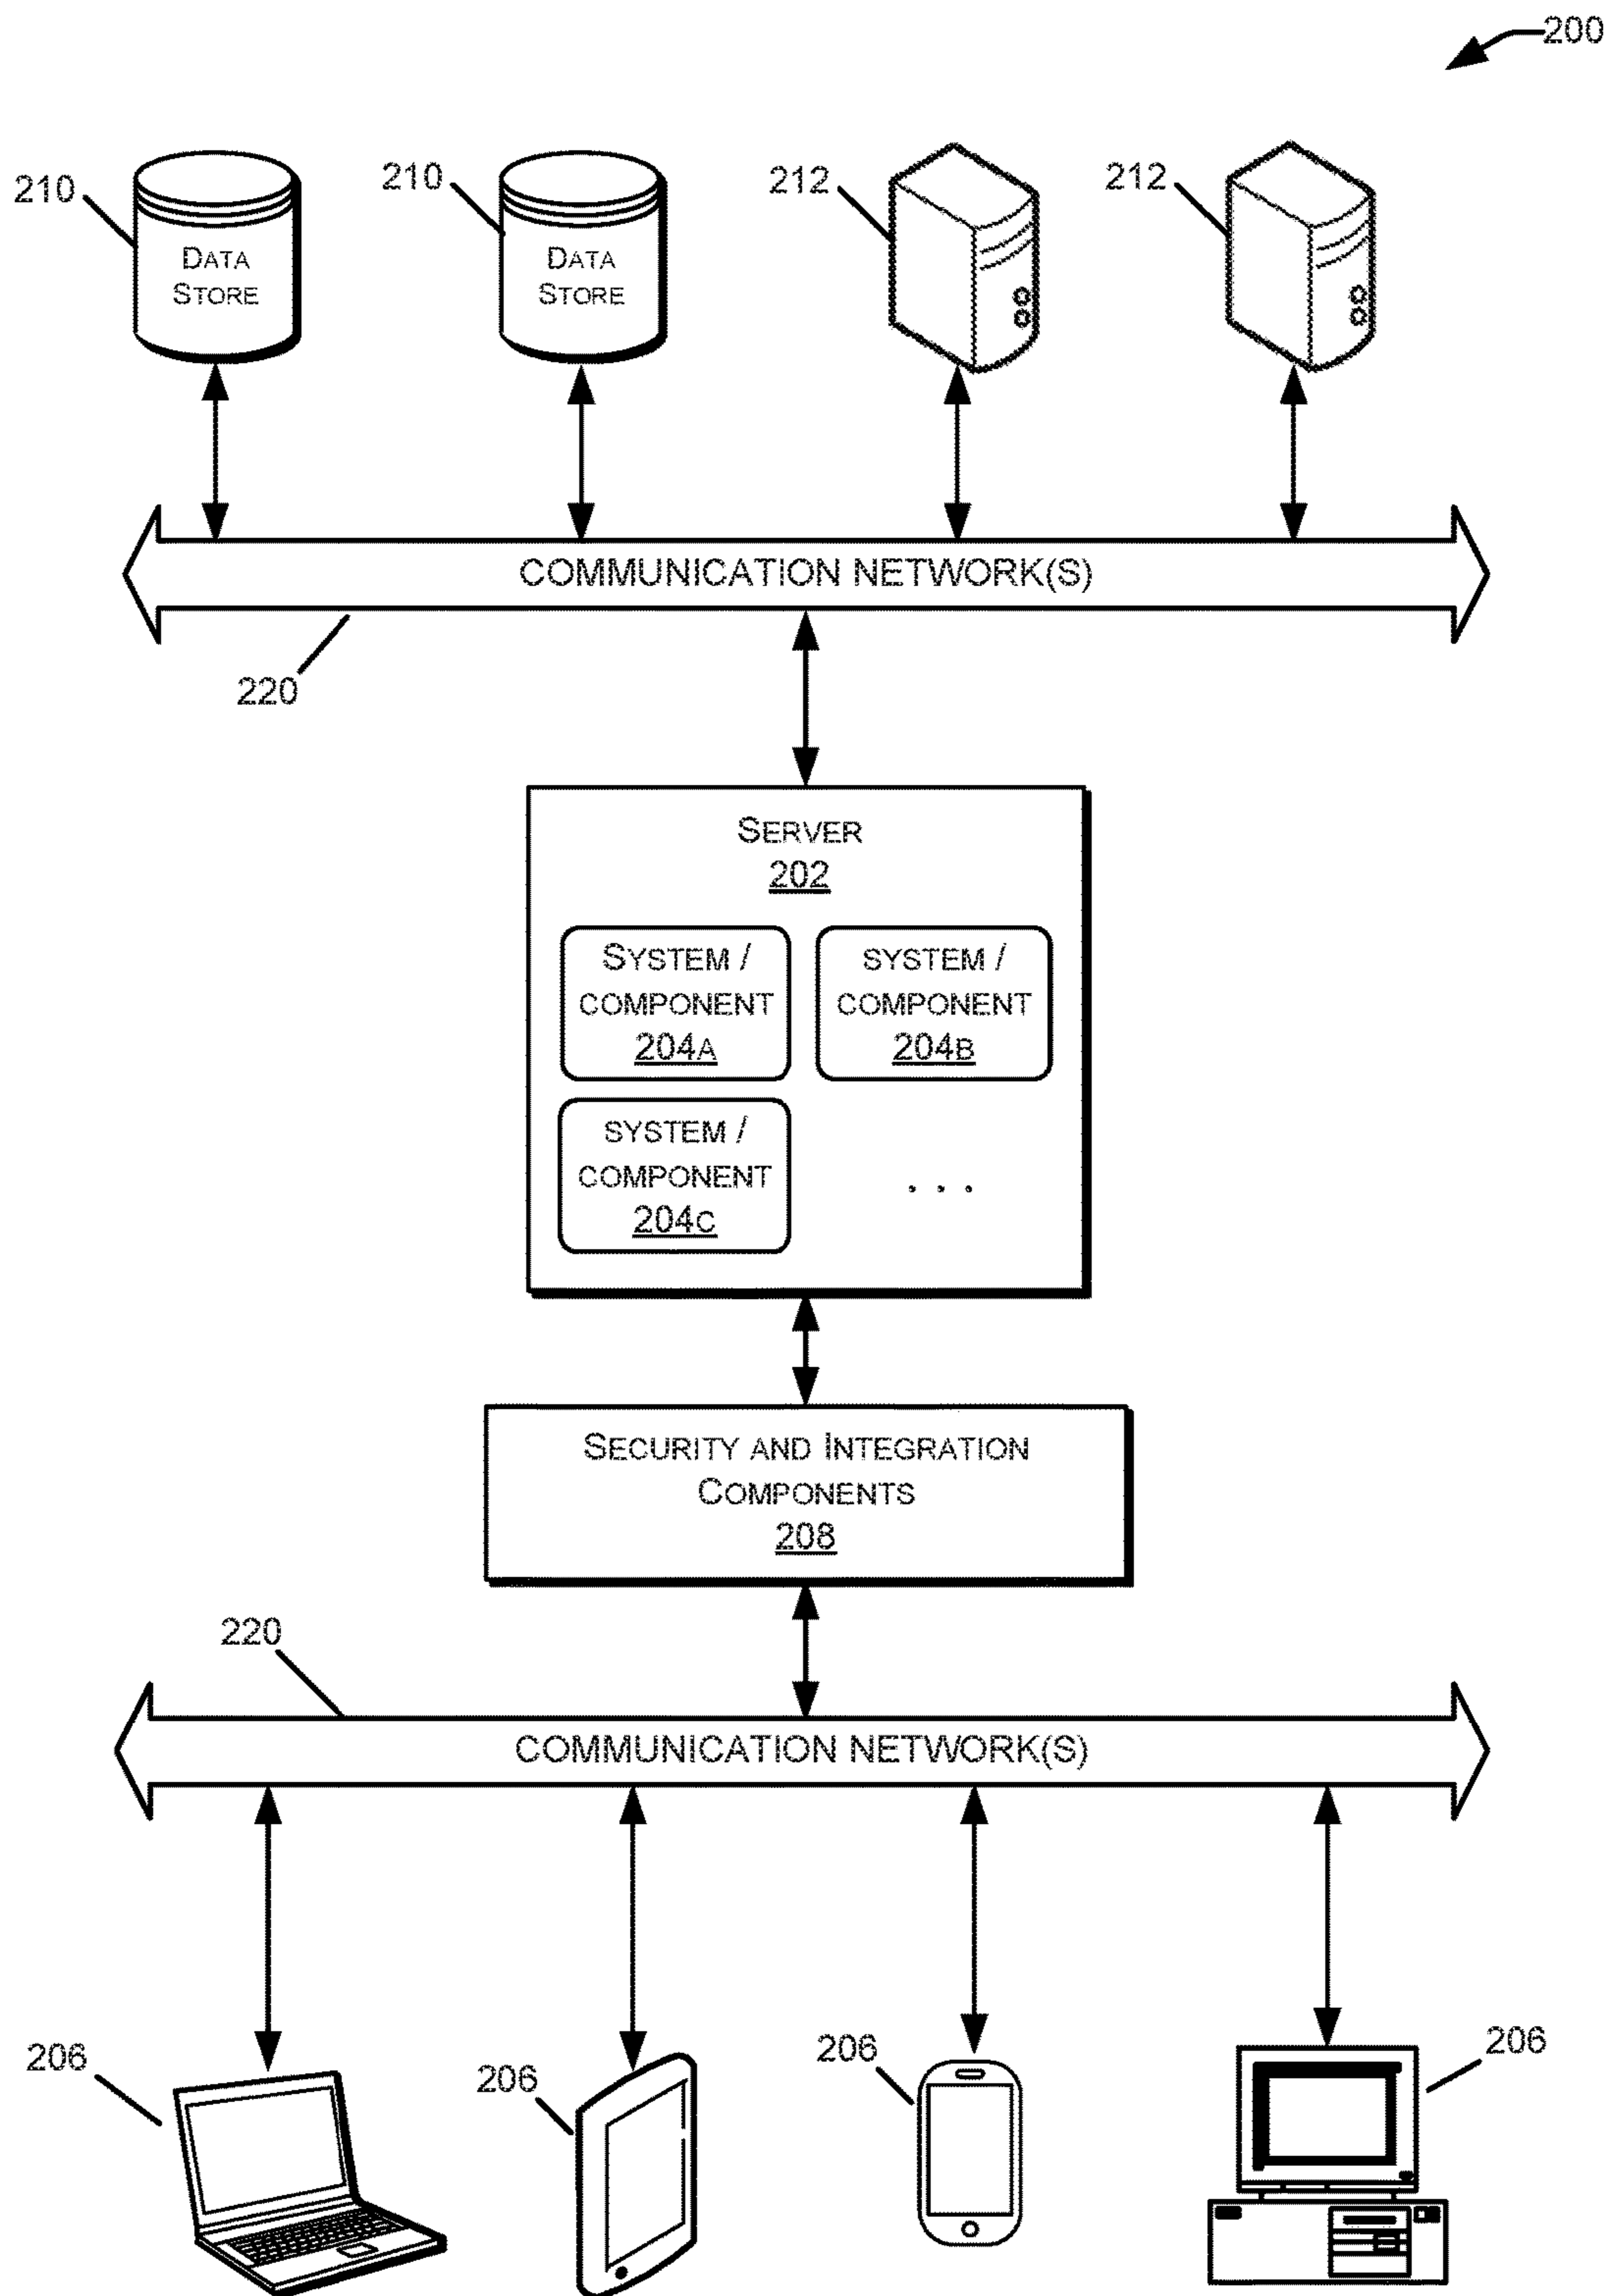 200
210
210
212
212
DATA
STORE
DATA
STORE
COMMUNICATION NETWORK(S)
220
SERVER
202
SYSTEM /
COMPONENT
204A
SYSTEM /
COMPONENT
204B
SYSTEM /
COMPONENT
204C
. . .
SECURITY AND INTEGRATION
COMPONENTS
208
220
COMMUNICATION NETWORK(S)
206
206
206
206